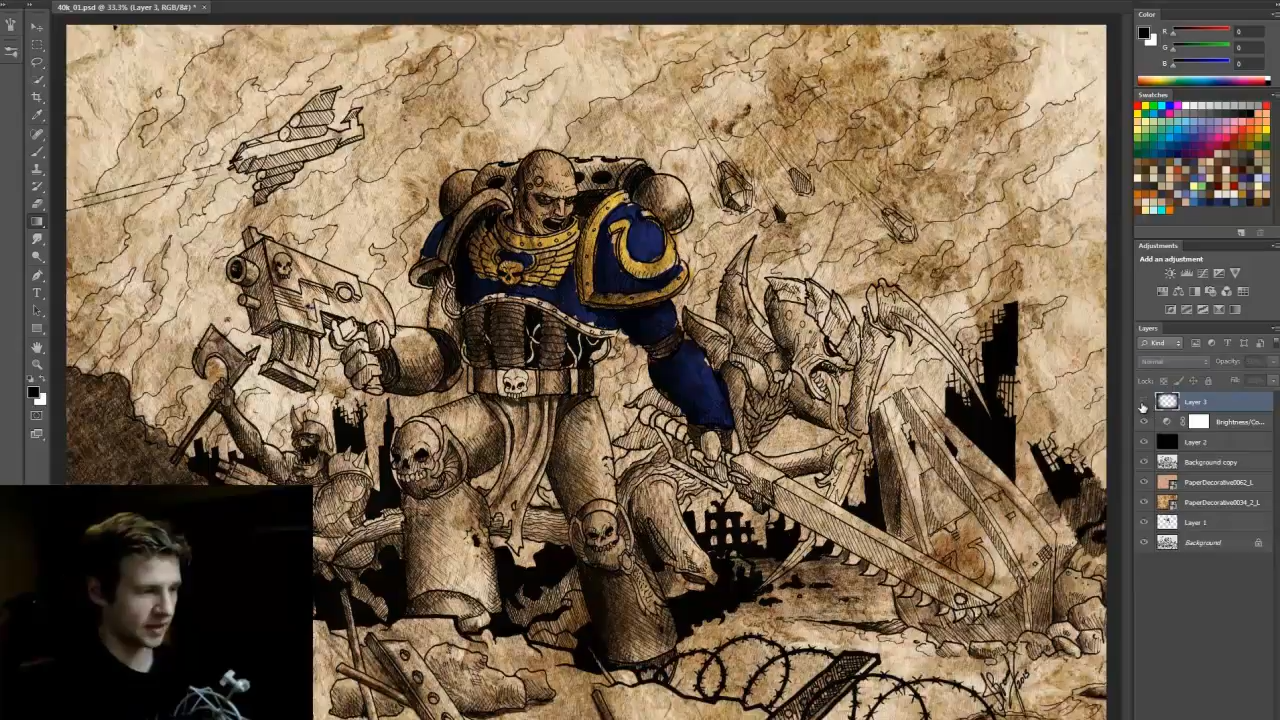 40k_01.psd @ 33.3% (Layer 3, RGB/8#) *
Color
R 0
G 0
B 0
Swatches
Adjustments
Add an adjustment
Layers
Kind
Normal
Opacity:
Lock:
Fill:
Layer 3
Brightness/Co...
Layer 2
Background copy
PaperDecorative0062_L
PaperDecorative0034_2_L
Layer 1
Background